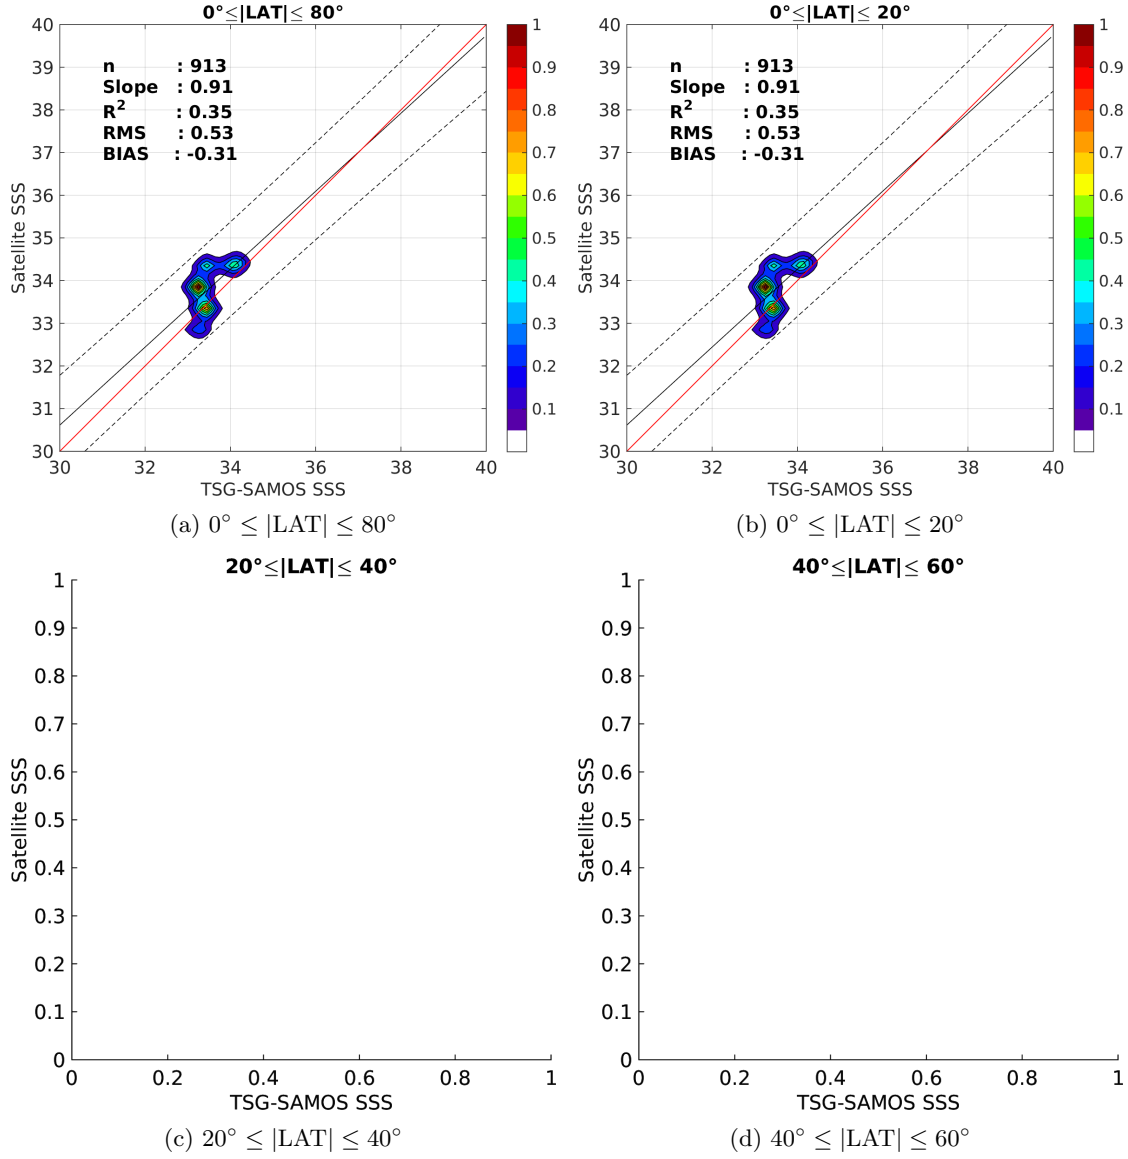 0°≤|LAT|≤ 80°
40
39
38
37
36
35
34
33
32
31
30
Satellite SSS
n : 913
Slope : 0.91
R2 : 0.35
RMS : 0.53
BIAS : -0.31
30 32 34 36 38 40
TSG-SAMOS SSS
1
0.9
0.8
0.7
0.6
0.5
0.4
0.3
0.2
0.1
(a) 0° ≤ |LAT| ≤ 80°
0°≤|LAT|≤ 20°
40
39
38
37
36
35
34
33
32
31
30
Satellite SSS
n : 913
Slope : 0.91
R2 : 0.35
RMS : 0.53
BIAS : -0.31
30 32 34 36 38 40
TSG-SAMOS SSS
1
0.9
0.8
0.7
0.6
0.5
0.4
0.3
0.2
0.1
(b) 0° ≤ |LAT| ≤ 20°
20°≤|LAT|≤ 40°
1
0.9
0.8
0.7
0.6
0.5
0.4
0.3
0.2
0.1
0
Satellite SSS
0 0.2 0.4 0.6 0.8 1
TSG-SAMOS SSS
(c) 20° ≤ |LAT| ≤ 40°
40°≤|LAT|≤ 60°
1
0.9
0.8
0.7
0.6
0.5
0.4
0.3
0.2
0.1
0
Satellite SSS
0 0.2 0.4 0.6 0.8 1
TSG-SAMOS SSS
(d) 40° ≤ |LAT| ≤ 60°